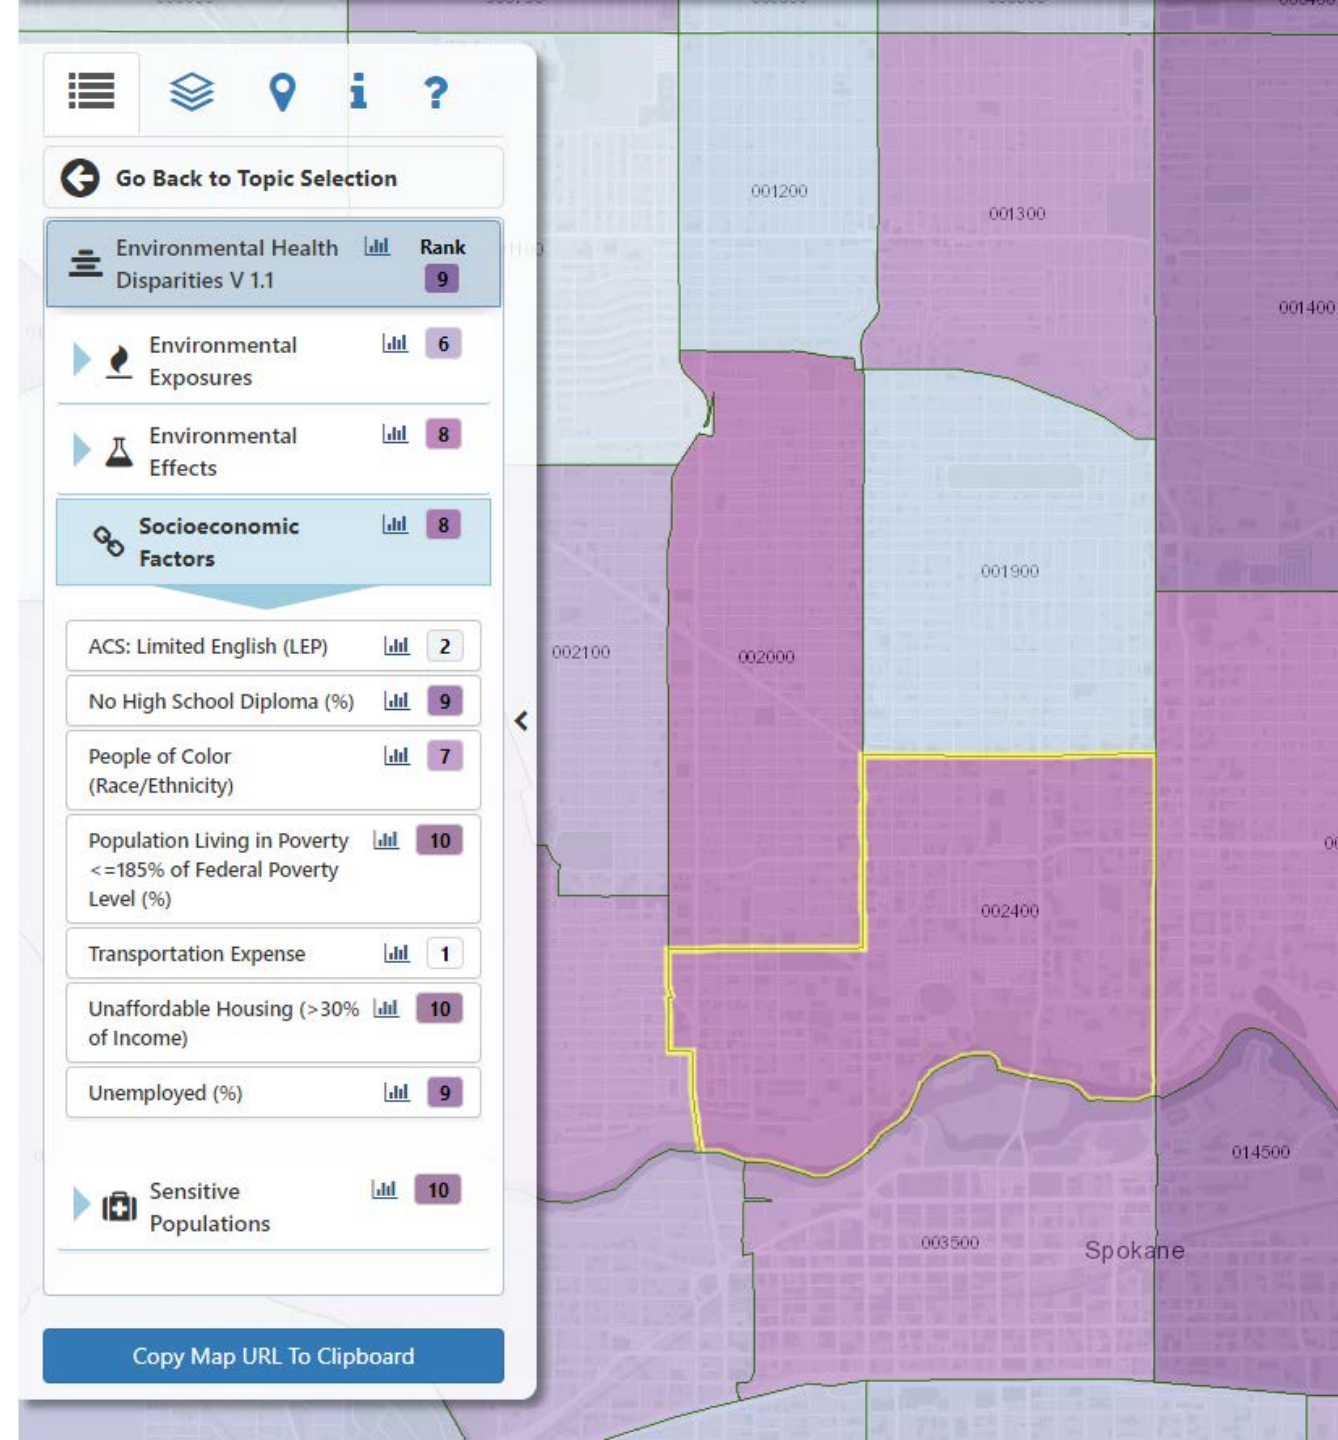 ?
Go Back to Topic Selection
Environmental Health
Disparities V 1.1
Rank
9
Environmental
Exposures
6
Environmental
Effects
8
Socioeconomic
Factors
8
ACS: Limited English (LEP)
2
No High School Diploma (%)
9
People of Color
(Race/Ethnicity)
7
Population Living in Poverty
<=185% of Federal Poverty
Level (%)
10
Transportation Expense
1
Unaffordable Housing (>30%
of Income)
10
Unemployed (%)
9
Sensitive
Populations
10
Copy Map URL To Clipboard
001200
001300
001400
001900
002100
002000
002400
014500
003500
Spokane